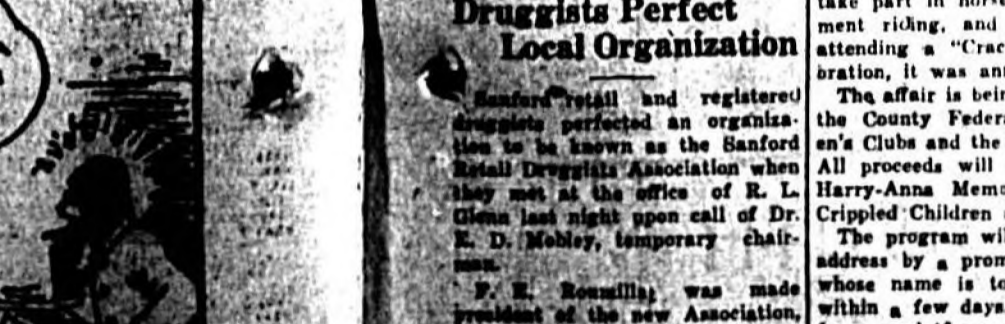 Druggists Perfect
Local Organization
Sanford retail and registered
druggists perfected an organiza-
tion to be known as the Sanford
Retail Druggists Association when
they met at the office of R. L.
Glenn last night upon call of Dr.
E. D. Mobley, temporary chair-
man.
was made
president of the new Association,
take part in
ment riding, and
attending a "Crac
bration, it was an
The affair is bein
the County Feder
en's Clubs and the
All proceeds will
Harry-Anna Memo
Crippled Children
The program wil
address by a prom
whose name is to
within a few days